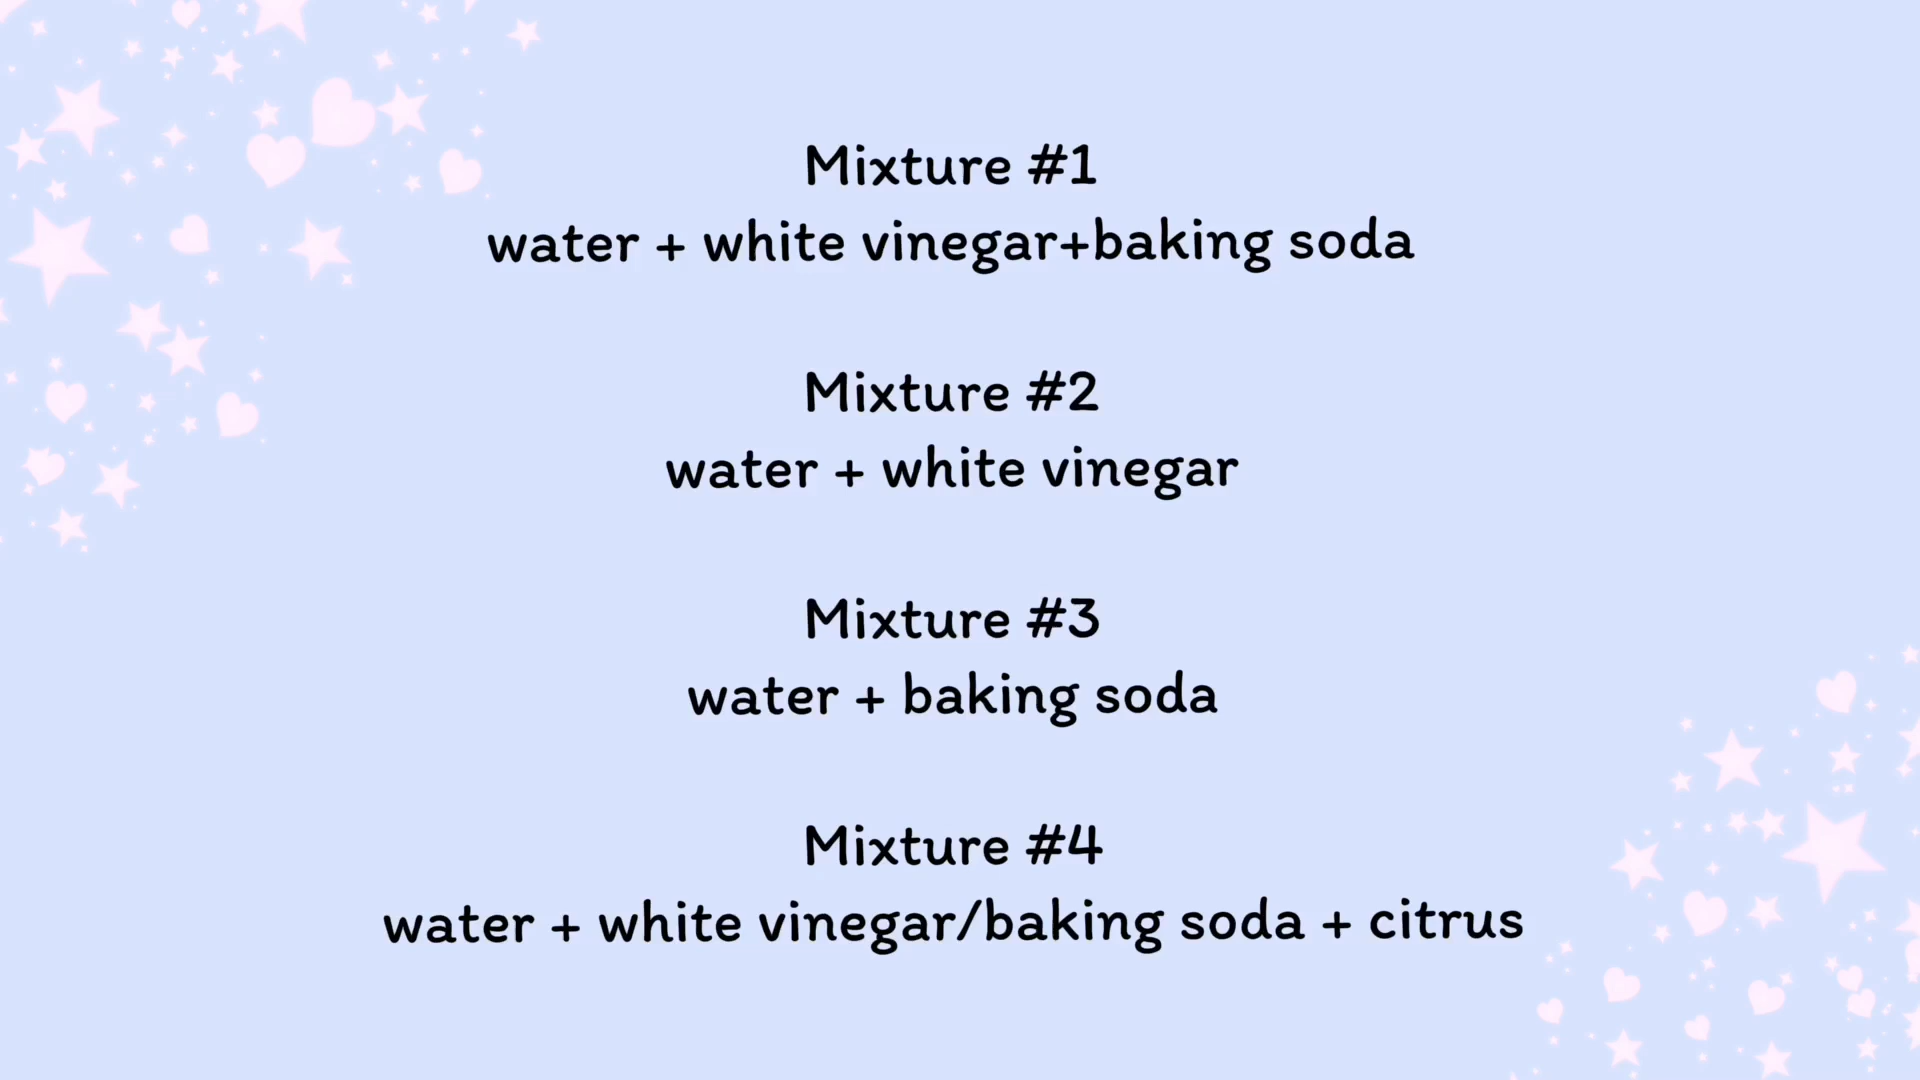 Mixture #1
water + white vinegar+baking soda
Mixture #2
water + white vinegar
Mixture #3
water + baking soda
Mixture #4
water + white vinegar/baking soda + citrus